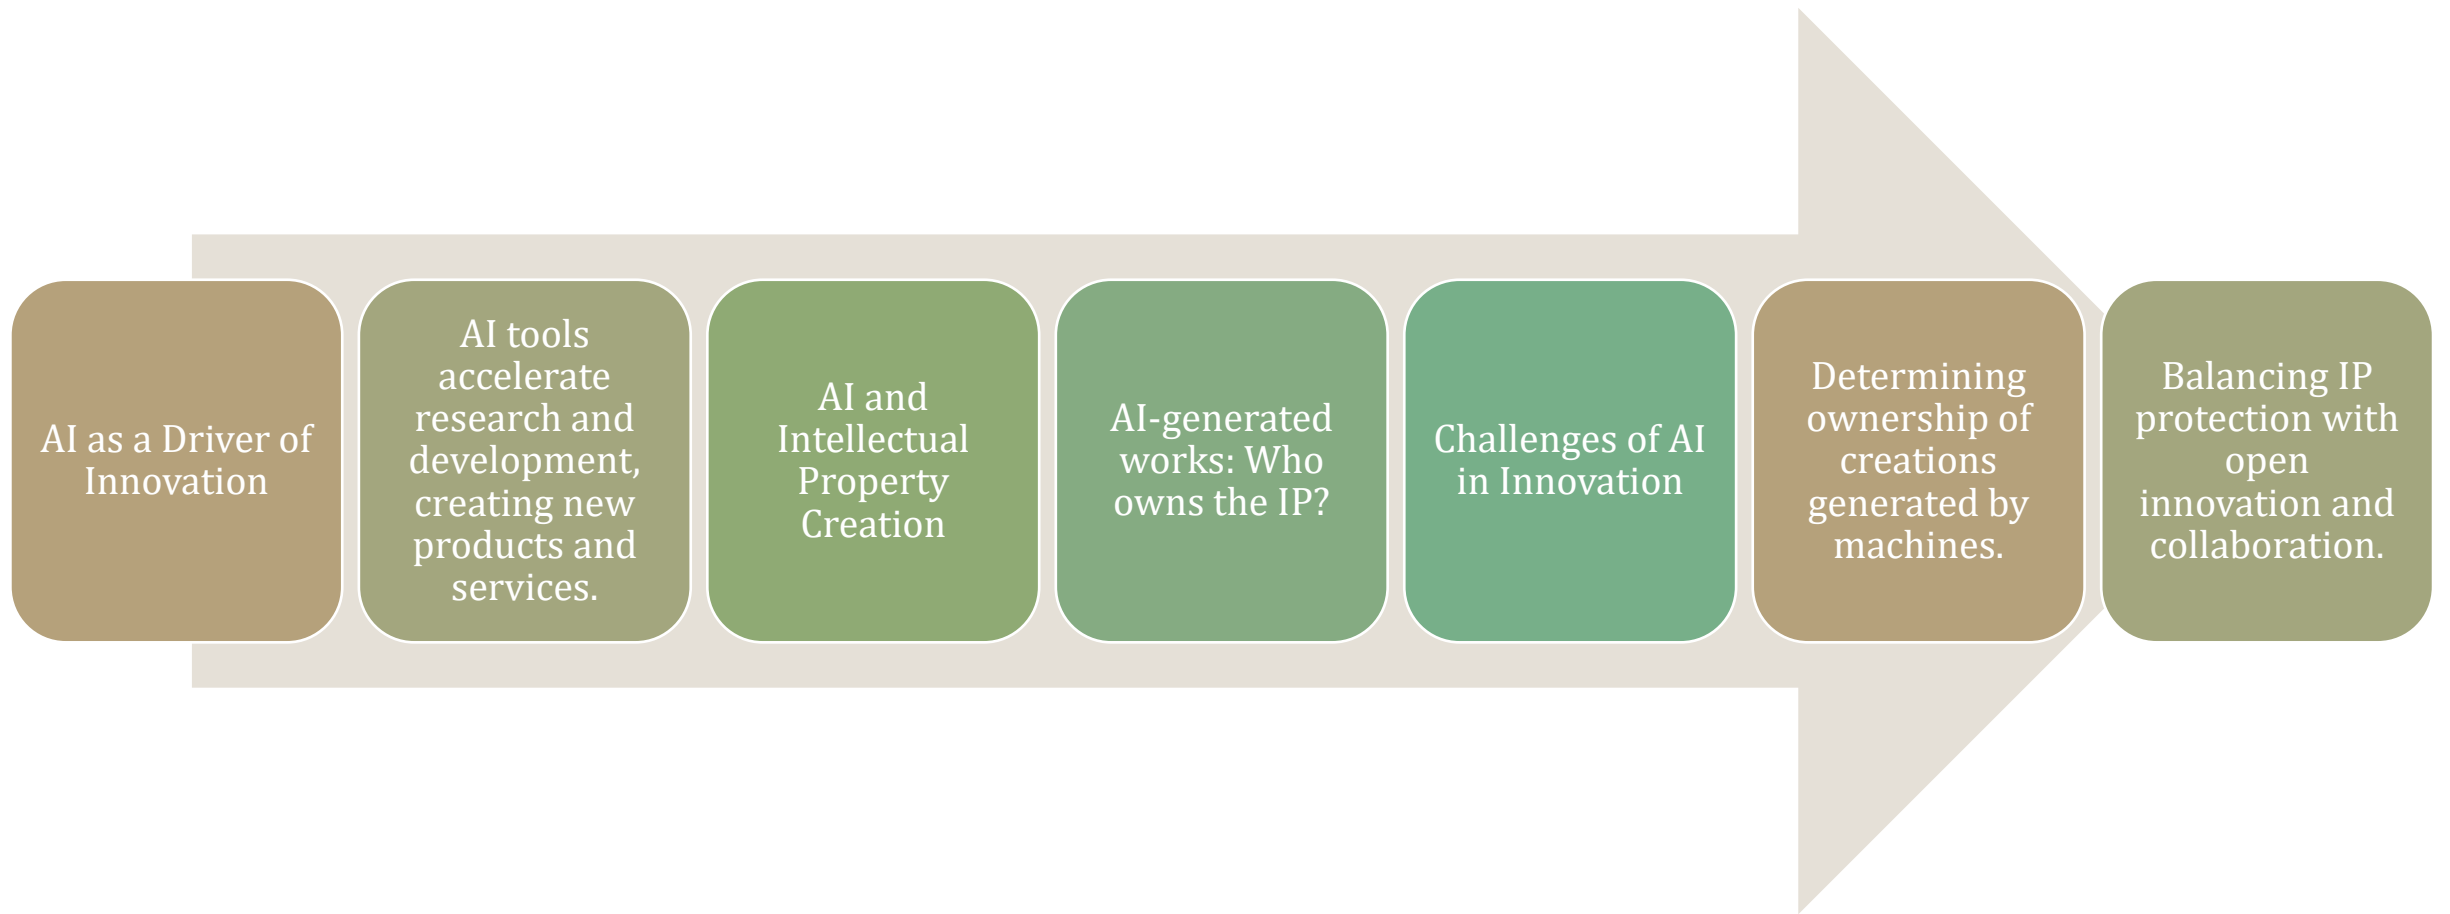 AI as a Driver of
Innovation
AI tools
accelerate
research and
development,
creating new
products and
services.
AI and
Intellectual
Property
Creation
AI-generated
works: Who
owns the IP?
Challenges of AI
in Innovation
Determining
ownership of
creations
generated by
machines.
Balancing IP
protection with
open
innovation and
collaboration.